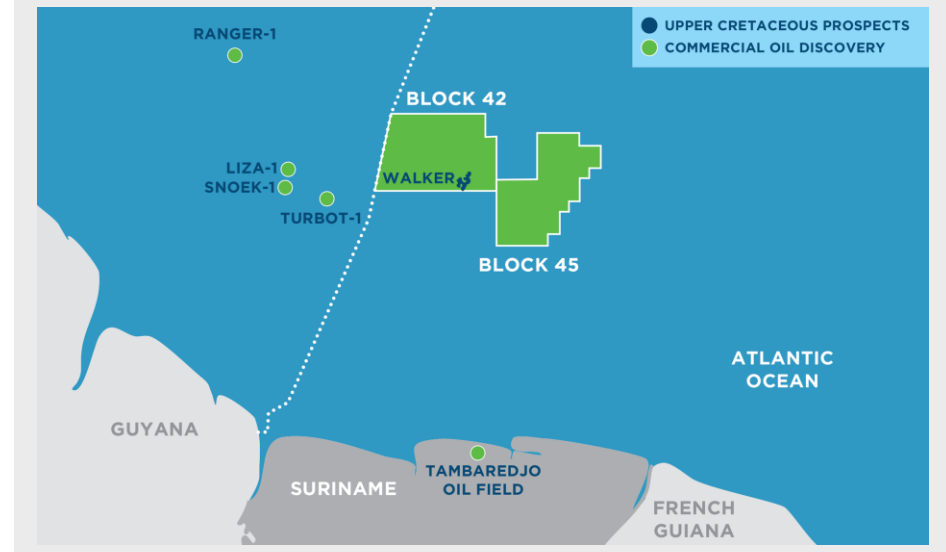 UPPER CRETACEOUS PROSPECTS
COMMERCIAL OIL DISCOVERY
RANGER-1
BLOCK 42
LIZA-1
WALKER
SNOEK-1
TURBOT-1
BLOCK 45
ATLANTIC
OCEAN
GUYANA
TAMBAREDJO
OIL FIELD
SURINAME
FRENCH
GUIANA